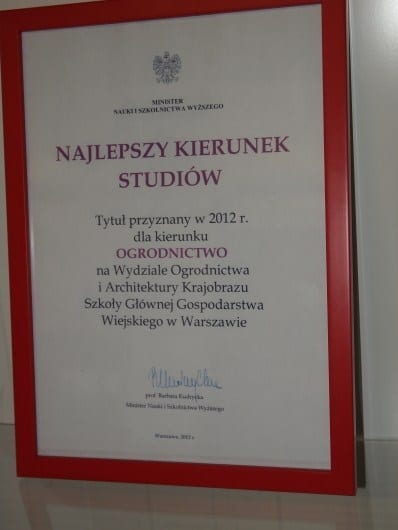 MINISTER
NAUKI I SZKOLNICTWA WYŻSZEGO
NAJLEPSZY KIERUNEK
STUDIÓW
Tytuł przyznany w 2012 r.
dla kierunku
OGRODNICTWO
na Wydziale Ogrodnictwa
i Architektury Krajobrazu
Szkoły Głównej Gospodarstwa
Wiejskiego w Warszawie
prof. Barbara Kudrycka
Minister Nauki i Szkolnictwa Wyższego
Warszawa, 2012 r.